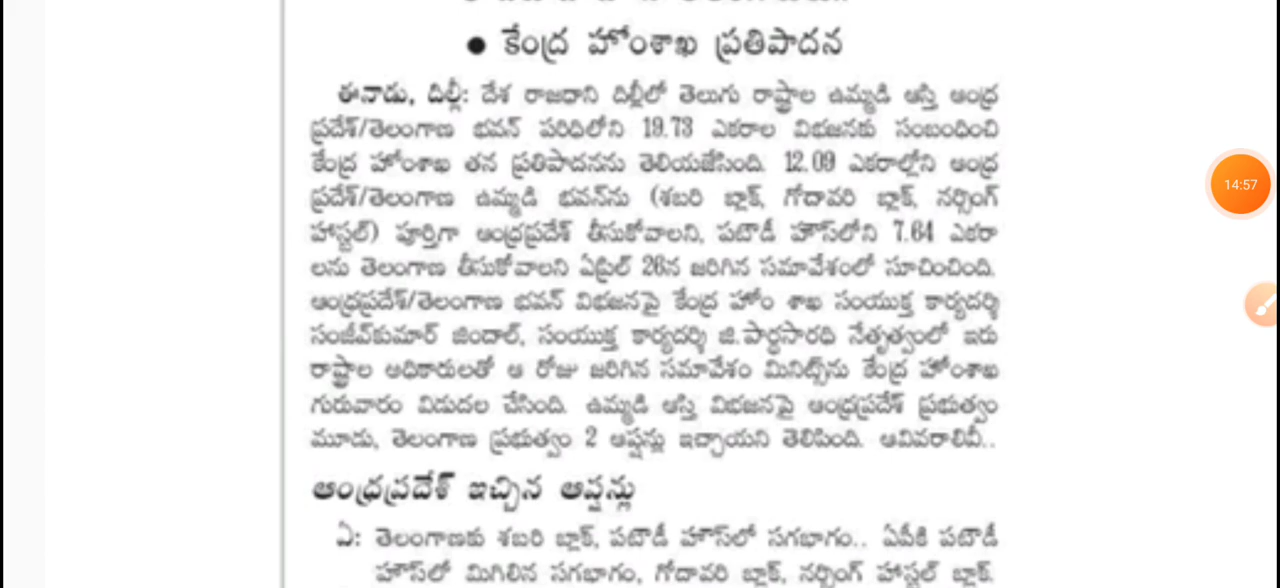 ● కేంద్ర హోంశాఖ ప్రతిపాదన
ఈనాడు, దిల్లీ: దేశ రాజధాని దిల్లీలో తెలుగు రాష్ట్రాల ఉమ్మడి ఆస్తి ఆంధ్ర
ప్రదేశ్/తెలంగాణ భవన్ పరిధిలోని 19.73 ఎకరాల విభజనకు సంబంధించి
కేంద్ర హోంశాఖ తన ప్రతిపాదనను తెలియజేసింది. 12.09 ఎకరాల్లోని ఆంధ్ర
ప్రదేశ్/తెలంగాణ ఉమ్మడి భవన్‌ను (శబరి బ్లాక్, గోదావరి బ్లాక్, నర్సింగ్
హాస్టల్) పూర్తిగా ఆంధ్రప్రదేశ్ తీసుకోవాలని, పటౌడీ హౌస్‌లోని 7.64 ఎకరా
లను తెలంగాణ తీసుకోవాలని ఏప్రిల్ 26న జరిగిన సమావేశంలో సూచించింది.
ఆంధ్రప్రదేశ్/తెలంగాణ భవన్ విభజనపై కేంద్ర హోం శాఖ సంయుక్త కార్యదర్శి
సంజీవ్‌కుమార్ జిందాల్, సంయుక్త కార్యదర్శి జి.పార్థసారథి నేతృత్వంలో ఇరు
రాష్ట్రాల అధికారులతో ఆ రోజు జరిగిన సమావేశం మినిట్స్‌ను కేంద్ర హోంశాఖ
గురువారం విడుదల చేసింది. ఉమ్మడి ఆస్తి విభజనపై ఆంధ్రప్రదేశ్ ప్రభుత్వం
మూడు, తెలంగాణ ప్రభుత్వం 2 ఆప్షన్లు ఇచ్చాయని తెలిపింది. ఆవివరాలివీ..
ఆంధ్రప్రదేశ్ ఇచ్చిన ఆప్షన్లు
ఏ: తెలంగాణకు శబరి బ్లాక్, పటౌడీ హౌస్‌లో సగభాగం.. ఏపీకి పటౌడీ
హౌస్‌లో మిగిలిన సగభాగం, గోదావరి బ్లాక్, నర్సింగ్ హాస్టల్ బ్లాక్.
14:57